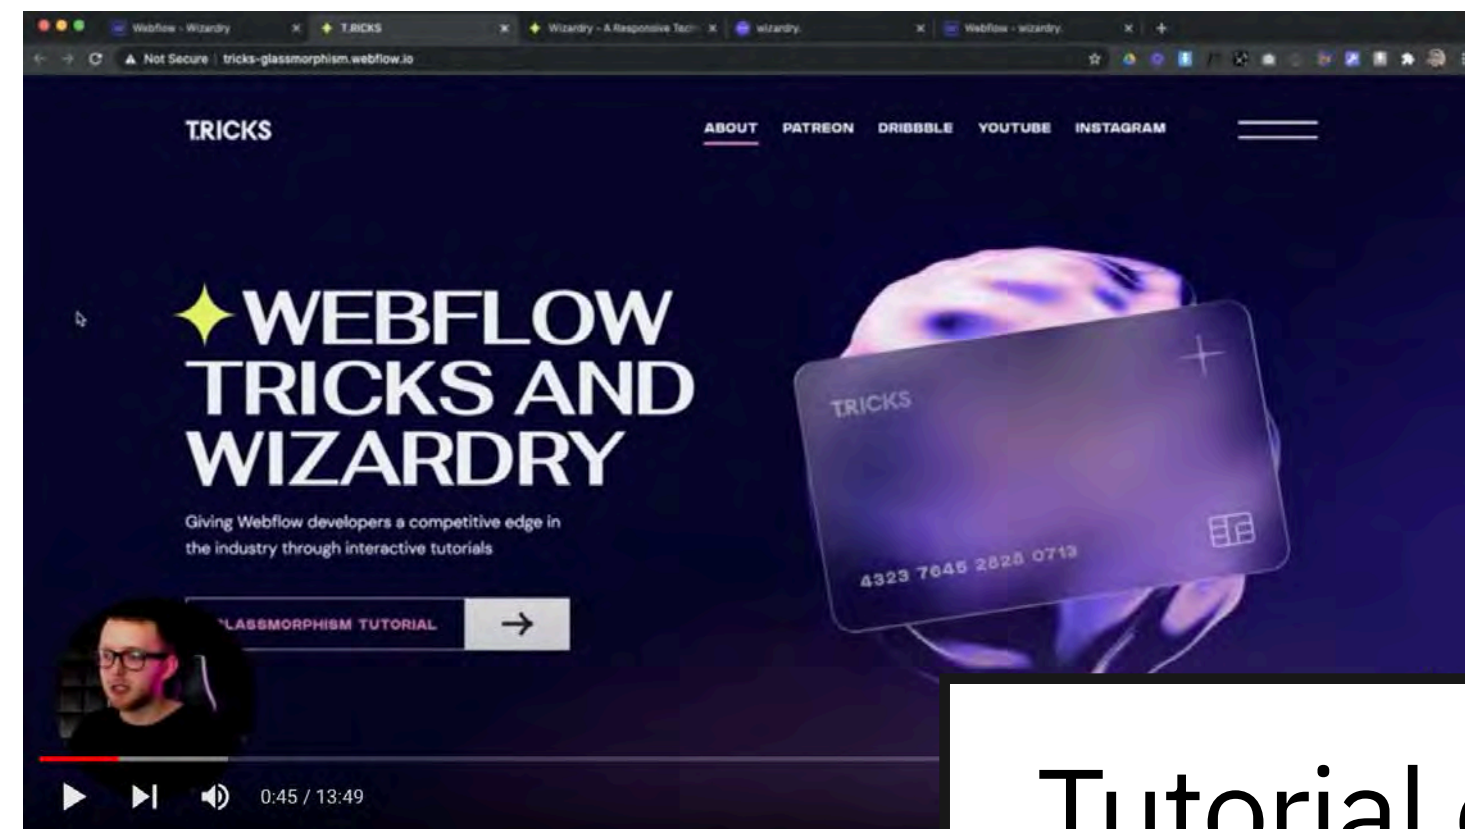 Webflow - Wizardry
T.RICKS
Wizardry - A Responsive Tech
wizardry.
Webflow - wizardry.
Not Secure
tricks-glassmorphism.webflow.io
T.RICKS
ABOUT
PATREON
DRIBBBLE
YOUTUBE
INSTAGRAM
WEBFLOW
TRICKS AND
WIZARDRY
T.RICKS
Giving Webflow developers a competitive edge in
the industry through interactive tutorials
4323 7645 2828 0713
LASSMORPHISM TUTORIAL
0:45 / 13:49
Tutorial